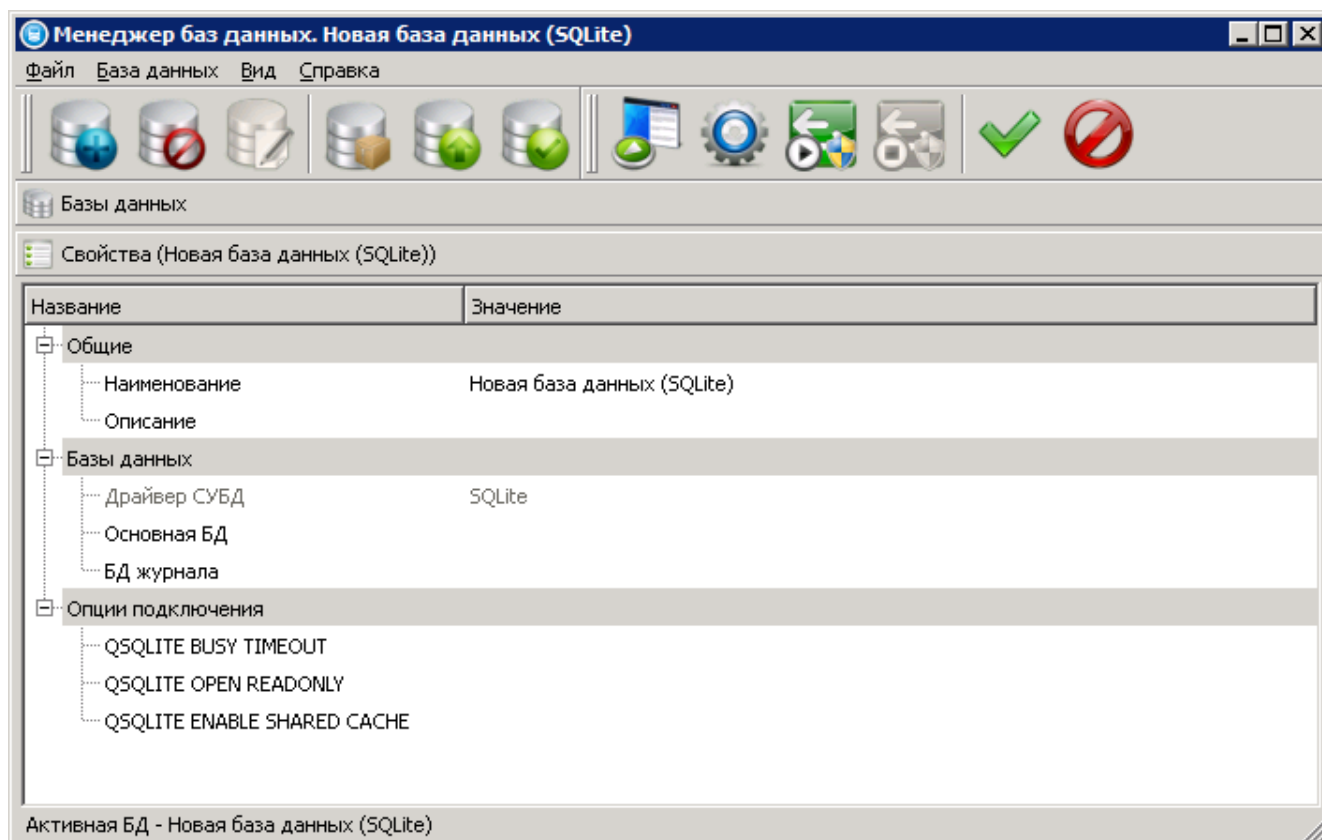 Менеджер баз данных. Новая база данных (SQLite)
Файл База данных Вид Справка
Базы данных
Свойства (Новая база данных (SQLite))
Название Значение
Общие
Наименование Новая база данных (SQLite)
Описание
Базы данных
Драйвер СУБД SQLite
Основная БД
БД журнала
Опции подключения
QSQLITE BUSY TIMEOUT
QSQLITE OPEN READONLY
QSQLITE ENABLE SHARED CACHE
Активная БД - Новая база данных (SQLite)